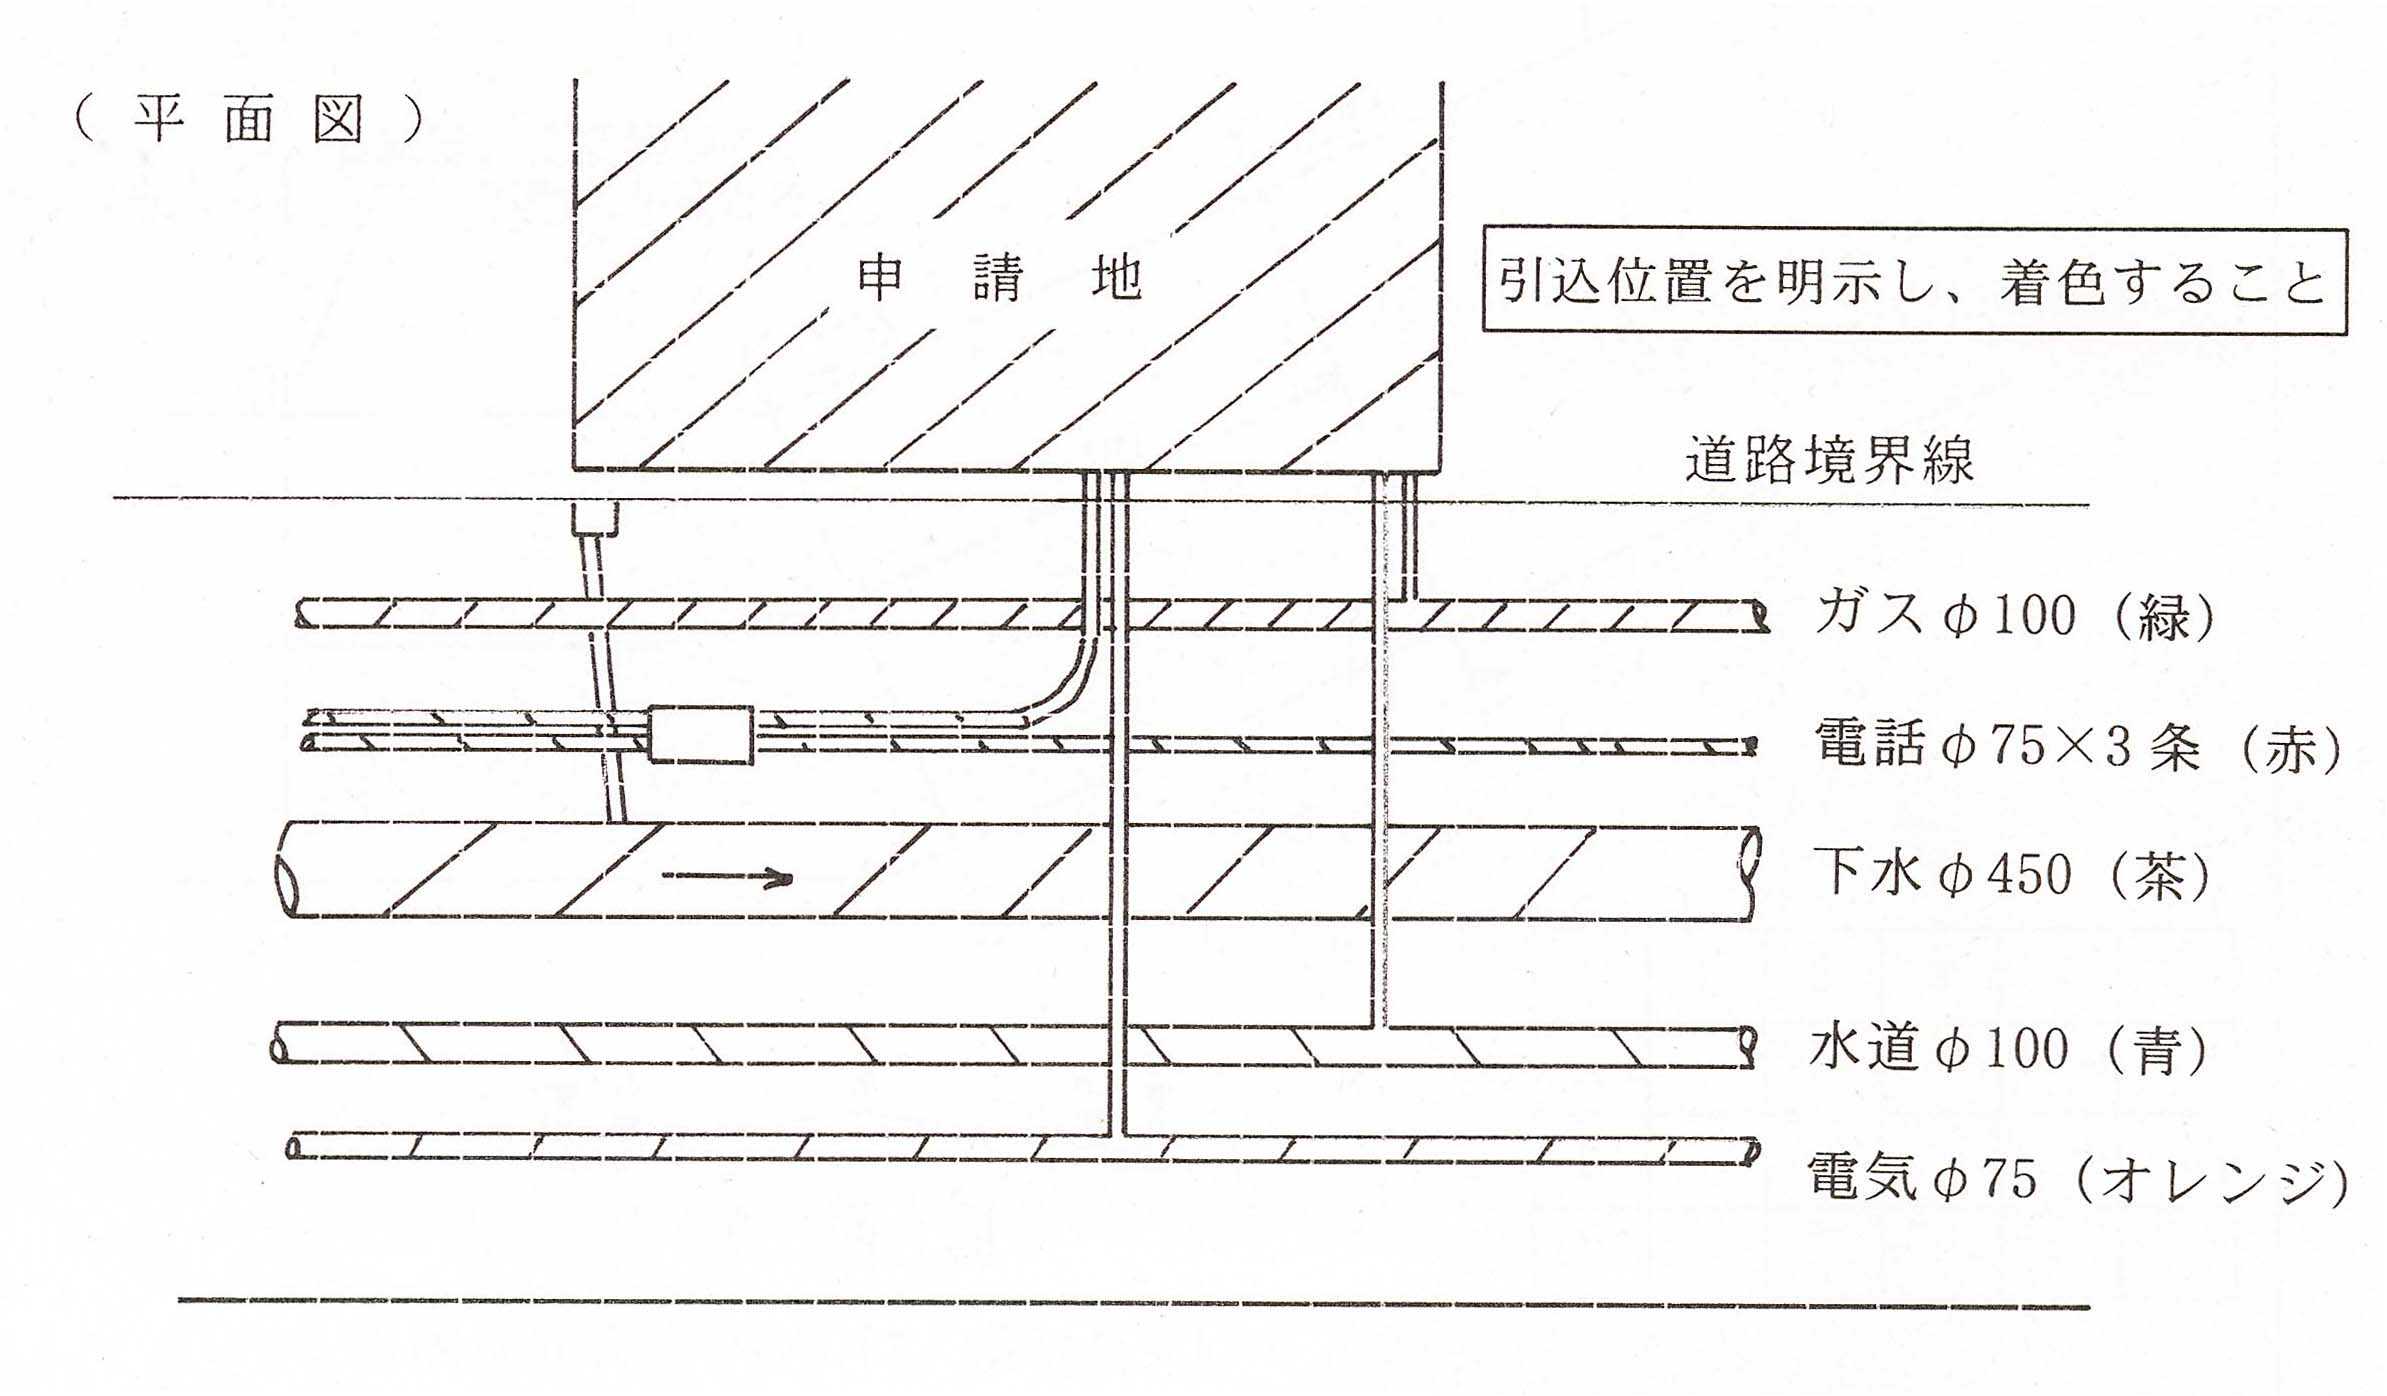 (平面図)
申請地
引込位置を明示し、着色すること
道路境界線
ガスφ100(緑)
電話φ75×3条(赤)
下水φ450(茶)
水道φ100(青)
電気φ75(オレンジ)